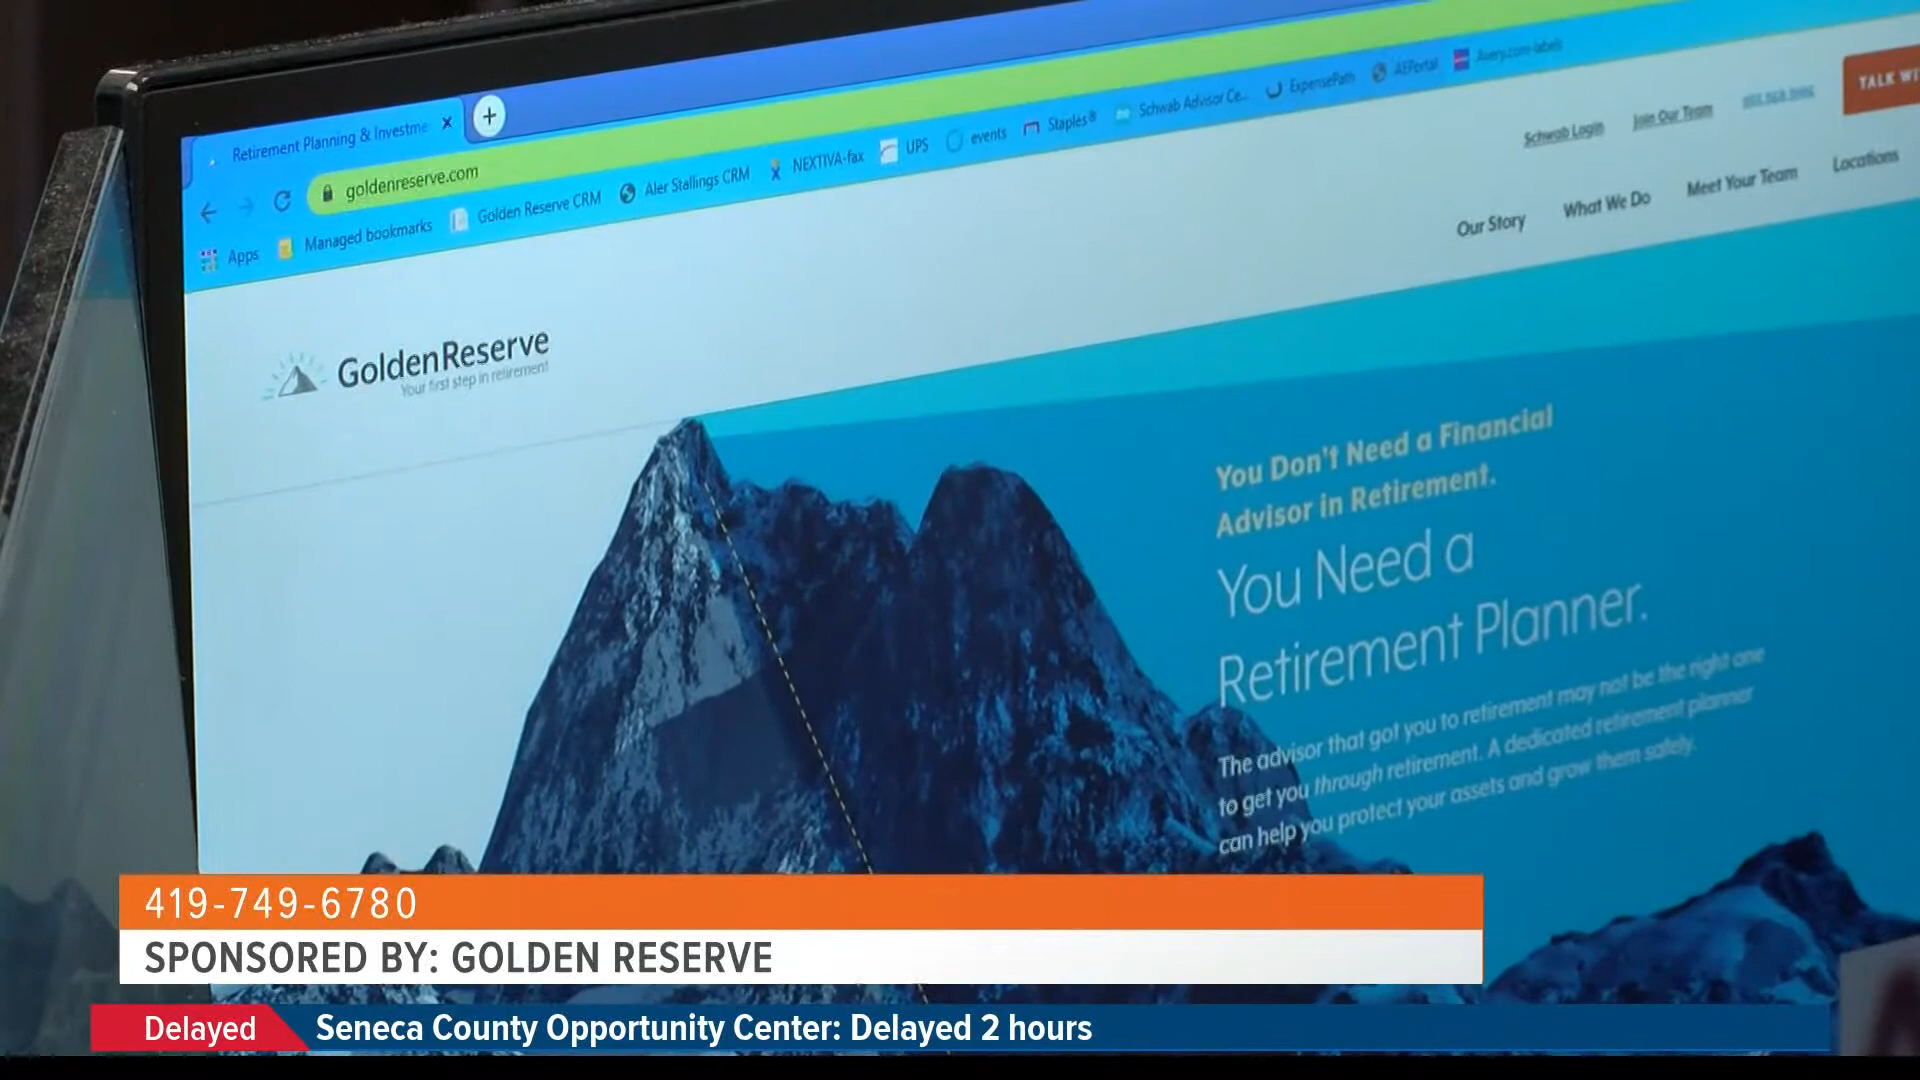 Retirement Planning & Investme
goldenreserve.com
Apps
Managed bookmarks
Golden Reserve CRM
Aler Stallings CRM
NEXTIVA-fax
UPS
events
Staples®
Schwab Advisor Ce...
ExpensePath
AEPortal
Avery.com-labels
Schwab Login
Join Our Team
TALK WI
Our Story
What We Do
Meet Your Team
Locations
GoldenReserve
Your first step in retirement
You Don't Need a Financial
Advisor in Retirement.
You Need a
Retirement Planner.
The advisor that got you to retirement may not be the right one
to get you through retirement. A dedicated retirement planner
can help you protect your assets and grow them safely.
419-749-6780
SPONSORED BY: GOLDEN RESERVE
Delayed
Seneca County Opportunity Center: Delayed 2 hours